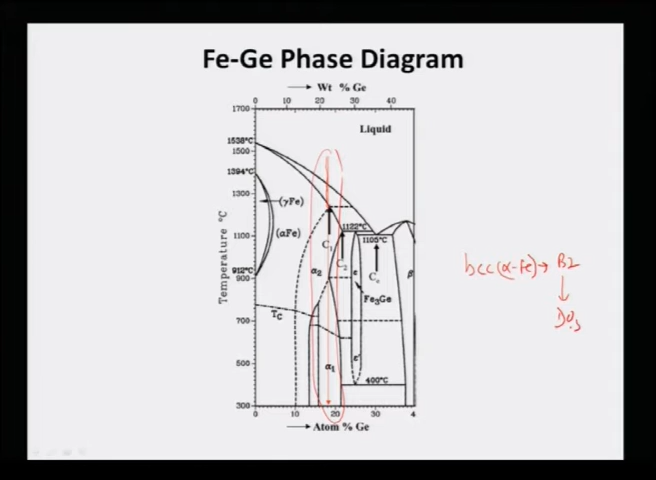 Fe-Ge Phase Diagram
Wt % Ge
0 10 20 30 40
1700
Liquid
1538°C
1500
1394°C
1300
(γFe)
1122°C
(αFe)
1105°C
1100
C₁
C₂
Cₑ
α₂
ε
β
bcc (α-Fe) → B2
912°C
900
Fe₃Ge
↓
DO₃
T_C
700
500
ε'
α₁
400°C
300
0 10 20 30 4
Atom % Ge
Temperature °C